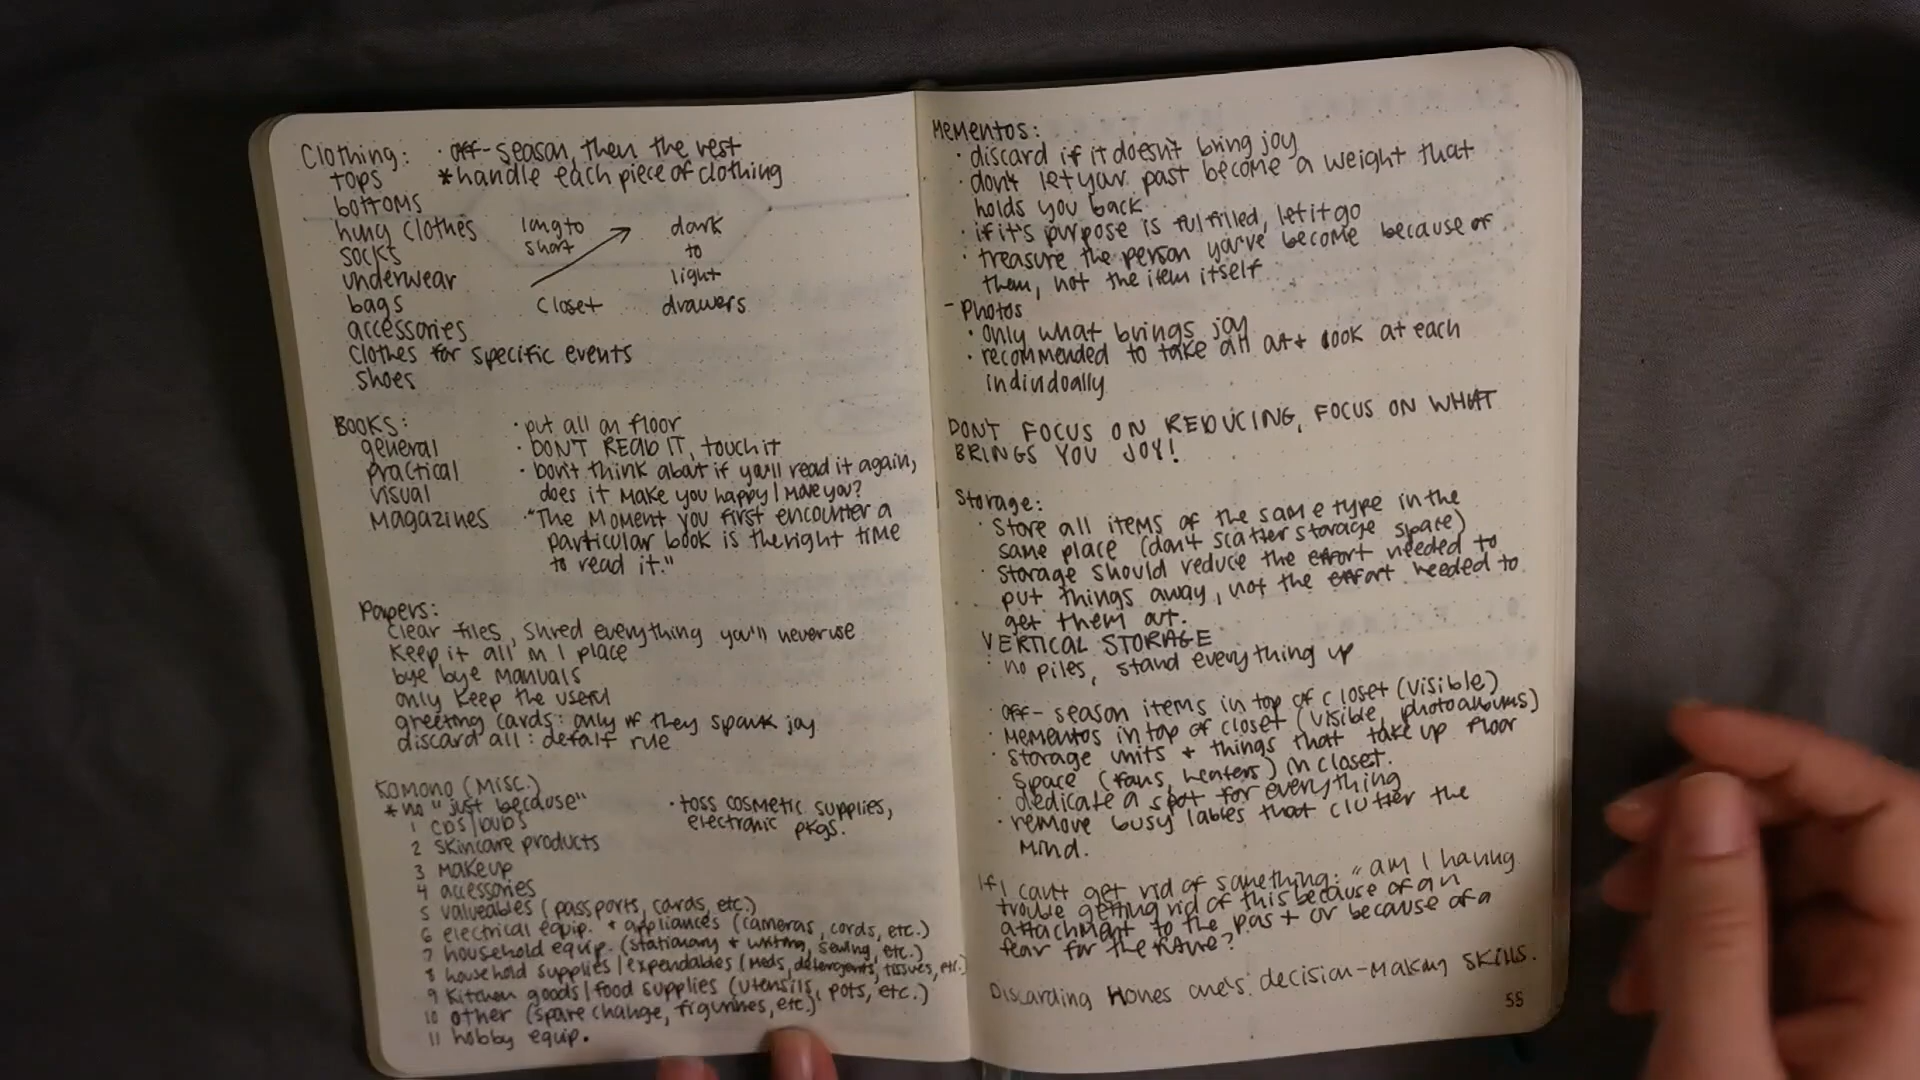 Clothing:
· off-season, then the rest
tops
*handle each piece of clothing
bottoms
hung clothes
socks
underwear
bags
accessories
clothes for specific events
shoes
long to
short
closet
dark
to
light
drawers
BOOKS:
general
practical
visual
Magazines
· put all on floor
· DON'T READ IT, touch it
· Don't think about if you'll read it again,
does it make you happy/move you?
· "The Moment you first encounter a
particular book is the right time
to read it."
Papers:
clear files, shred everything you'll never use
Keep it all in 1 place
bye bye manuals
only keep the useful
greeting cards: only if they spark joy
discard all: defalt rule
Komono (Misc.)
*no "just because"
1 CDs/DVDs
2 skincare products
3 makeup
4 accessories
5 valueables (passports, cards, etc.)
6 electrical equip. + appliances (cameras, cords, etc.)
7 household equip. (stationary + writing, sewing, etc.)
8 household supplies/expendables (meds, detergents, tissues, etc.)
9 Kitchen goods/food supplies (utensils, pots, etc.)
10 other (spare change, figurines, etc.)
11 hobby equip.
· toss cosmetic supplies,
electronic pkgs.
Mementos:
· discard if it doesn't bring joy
· don't let your past become a weight that
holds you back
· if it's purpose is fulfilled, let it go
· treasure the person you've become because of
them, not the item itself
- Photos
· only what brings joy
· recommended to take all out + look at each
individually
DON'T FOCUS ON REDUCING, FOCUS ON WHAT
BRINGS YOU JOY!
Storage:
· Store all items of the same type in the
same place (don't scatter storage space)
· storage should reduce the effort needed to
put things away, not the effort needed to
get them out.
VERTICAL STORAGE
· no piles, stand everything up
· off-season items in top of closet (visible)
· Mementos in top of closet (visible, photoalbums)
· storage units + things that take up floor
space (fans, heaters) in closet.
· dedicate a spot for everything
· remove busy lables that clutter the
mind.
If I can't get rid of something: "am I having
trouble getting rid of this because of an
attachment to the past or because of a
fear for the future?
Discarding Hones one's decision-making skills.
55